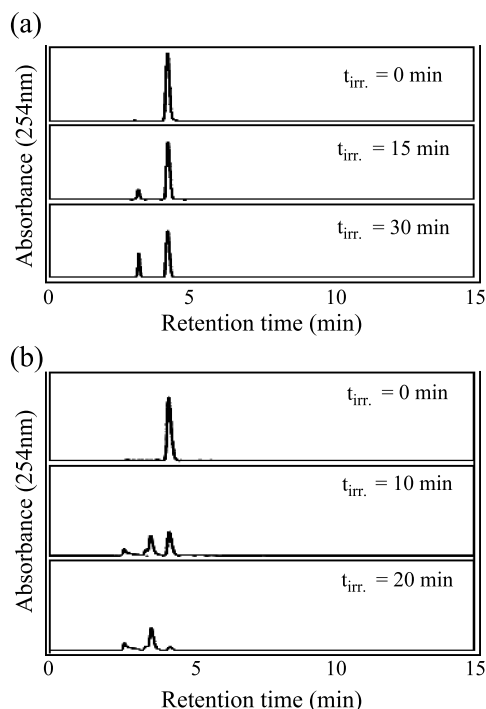 (a)
Absorbance (254nm)
t_irr. = 0 min
t_irr. = 15 min
t_irr. = 30 min
0 5 10 15
Retention time (min)
(b)
Absorbance (254nm)
t_irr. = 0 min
t_irr. = 10 min
t_irr. = 20 min
0 5 10 15
Retention time (min)